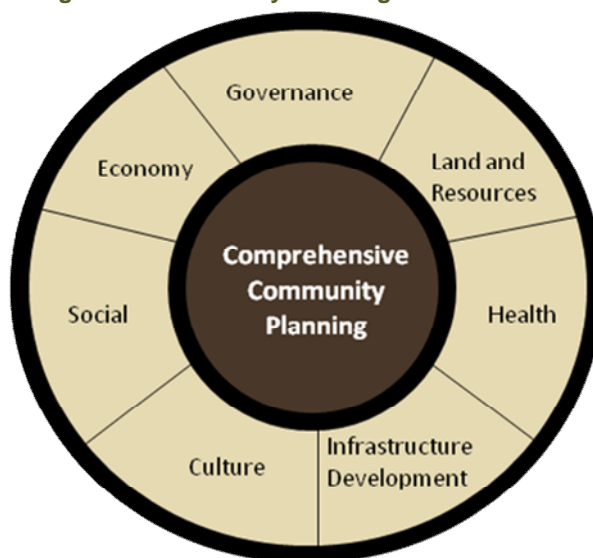 Governance
Economy
Land and
Resources
Comprehensive
Community
Planning
Social
Health
Culture
Infrastructure
Development